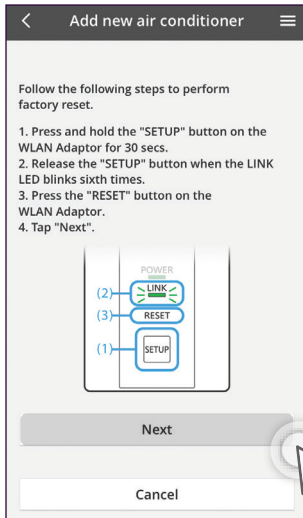 Add new air conditioner
Follow the following steps to perform
factory reset.
1. Press and hold the "SETUP" button on the
WLAN Adaptor for 30 secs.
2. Release the "SETUP" button when the LINK
LED blinks sixth times.
3. Press the "RESET" button on the
WLAN Adaptor.
4. Tap "Next".
POWER
(2) LINK
(3) RESET
(1) SETUP
Next
Cancel